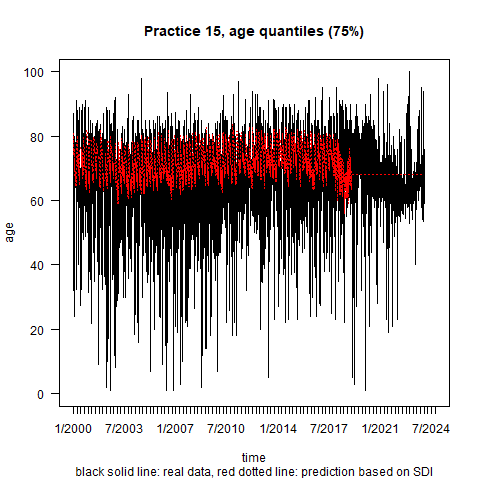 Practice 15, age quantiles (75%)
100
80
60
40
20
0
age
1/2000 7/2003 1/2007 7/2010 1/2014 7/2017 1/2021 7/2024
time
black solid line: real data, red dotted line: prediction based on SDI